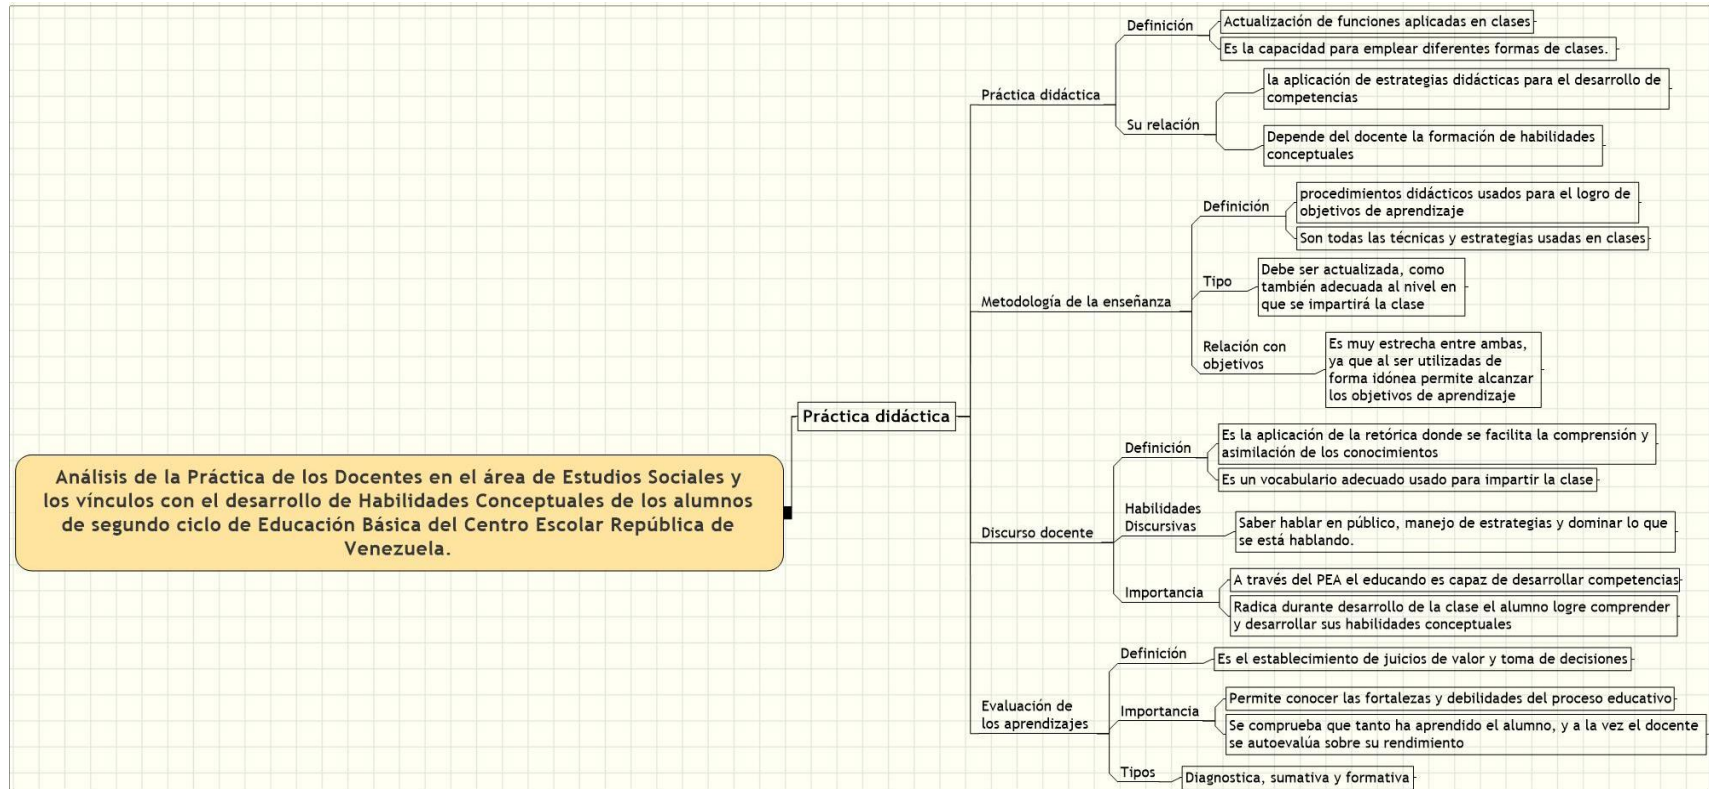 Análisis de la Práctica de los Docentes en el área de Estudios Sociales y
los vínculos con el desarrollo de Habilidades Conceptuales de los alumnos
de segundo ciclo de Educación Básica del Centro Escolar República de
Venezuela.
Práctica didáctica
Práctica didáctica
Definición
Actualización de funciones aplicadas en clases
Es la capacidad para emplear diferentes formas de clases.
Su relación
la aplicación de estrategias didácticas para el desarrollo de
competencias
Depende del docente la formación de habilidades
conceptuales
Metodología de la enseñanza
Definición
procedimientos didácticos usados para el logro de
objetivos de aprendizaje
Son todas las técnicas y estrategias usadas en clases
Tipo
Debe ser actualizada, como
también adecuada al nivel en
que se impartirá la clase
Relación con
objetivos
Es muy estrecha entre ambas,
ya que al ser utilizadas de
forma idónea permite alcanzar
los objetivos de aprendizaje
Discurso docente
Definición
Es la aplicación de la retórica donde se facilita la comprensión y
asimilación de los conocimientos
Es un vocabulario adecuado usado para impartir la clase
Habilidades
Discursivas
Saber hablar en público, manejo de estrategias y dominar lo que
se está hablando.
Importancia
A través del PEA el educando es capaz de desarrollar competencias
Radica durante desarrollo de la clase el alumno logre comprender
y desarrollar sus habilidades conceptuales
Evaluación de
los aprendizajes
Definición
Es el establecimiento de juicios de valor y toma de decisiones
Importancia
Permite conocer las fortalezas y debilidades del proceso educativo
Se comprueba que tanto ha aprendido el alumno, y a la vez el docente
se autoevalúa sobre su rendimiento
Tipos
Diagnostica, sumativa y formativa